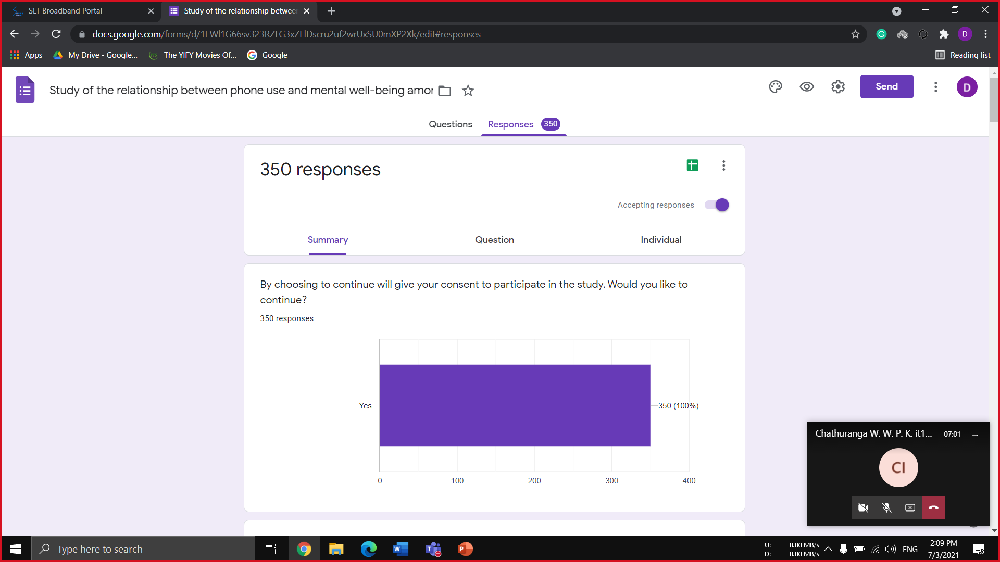 SLT Broadband Portal
Study of the relationship between
docs.google.com/forms/d/1EWl1G66sv323RZLG3xZFlDscru2uf2wrUxSU0mXP2Xk/edit#responses
D
Apps
My Drive - Google...
The YIFY Movies Of...
Google
Reading list
Study of the relationship between phone use and mental well-being amor
Send
D
Questions
Responses 350
350 responses
Accepting responses
Summary
Question
Individual
By choosing to continue will give your consent to participate in the study. Would you like to
continue?
350 responses
Yes
350 (100%)
0 100 200 300 400
Chathuranga W. W. P. K. it1...
07:01
CI
Type here to search
U: 0.00 MB/s
D: 0.00 MB/s
ENG
2:09 PM
7/3/2021